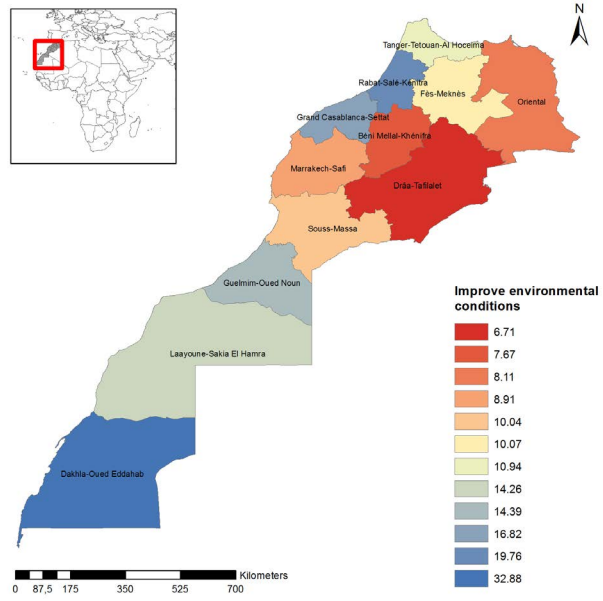 N
Tanger-Tetouan-Al Hoceima
Rabat-Salé-Kénitra
Fès-Meknès
Oriental
Grand Casablanca-Settat
Béni Mellal-Khénifra
Marrakech-Safi
Drâa-Tafilalet
Souss-Massa
Guelmim-Oued Noun
Laayoune-Sakia El Hamra
Dakhla-Oued Eddahab
Improve environmental
conditions
6.71
7.67
8.11
8.91
10.04
10.07
10.94
14.26
14.39
16.82
19.76
32.88
Kilometers
0 87,5 175 350 525 700